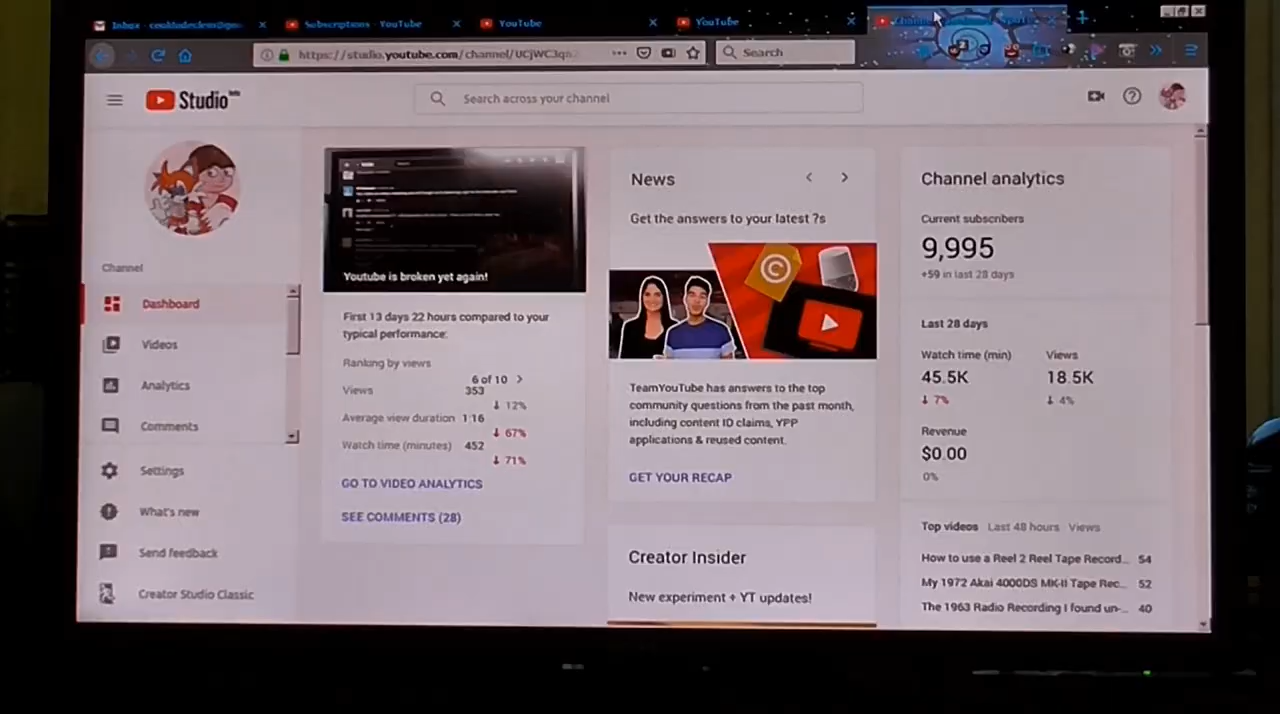 Subscriptions - YouTube
YouTube
YouTube
https://studio.youtube.com/channel/UCjWC3qn
Search
Studio
Search across your channel
Channel
Dashboard
Videos
Analytics
Comments
Settings
What's new
Send feedback
Creator Studio Classic
Youtube is broken yet again!
First 13 days 22 hours compared to your
typical performance:
Ranking by views
6 of 10
Views 353
12%
Average view duration 1:16
67%
Watch time (minutes) 452
71%
GO TO VIDEO ANALYTICS
SEE COMMENTS (28)
News
Get the answers to your latest ?s
TeamYouTube has answers to the top
community questions from the past month,
including content ID claims, YPP
applications & reused content.
GET YOUR RECAP
Creator Insider
New experiment + YT updates!
Channel analytics
Current subscribers
9,995
+59 in last 28 days
Last 28 days
Watch time (min) Views
45.5K 18.5K
7% 4%
Revenue
$0.00
0%
Top videos Last 48 hours Views
How to use a Reel 2 Reel Tape Record... 54
My 1972 Akai 4000DS MK-II Tape Rec... 52
The 1963 Radio Recording I found un-... 40